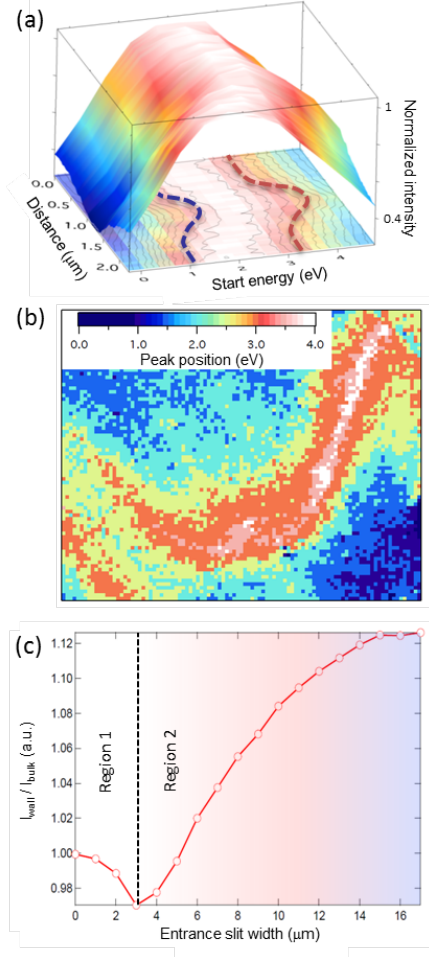 (a)
1
Normalized intensity
0.4
0.0
0.5
1.0
1.5
2.0
Distance (μm)
0 1 2 3 4
Start energy (eV)
(b)
0.0 1.0 2.0 3.0 4.0
Peak position (eV)
(c)
1.12
1.10
1.08
1.06
1.04
1.02
1.00
0.98
I wall / I bulk (a.u.)
Region 1
Region 2
0 2 4 6 8 10 12 14 16
Entrance slit width (μm)